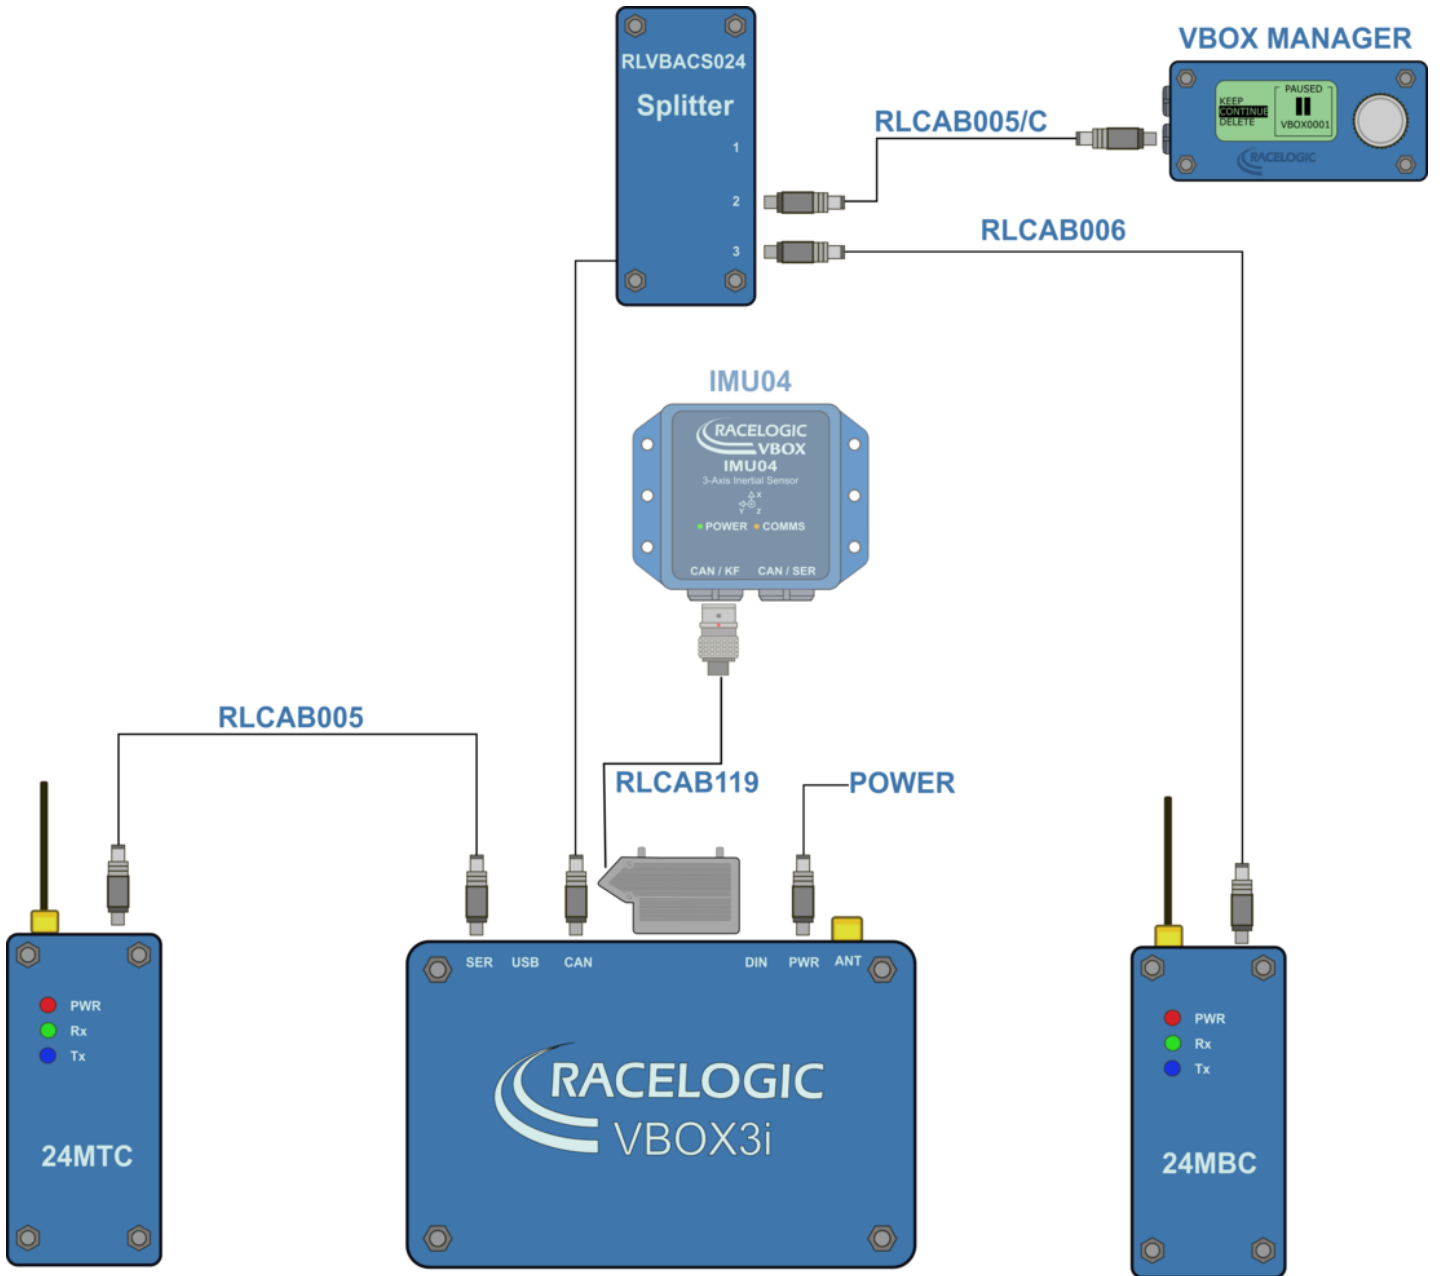 RLVBACS024
Splitter
1
2
3
VBOX MANAGER
KEEP
CONTINUE
DELETE
PAUSED
VBOX0001
RACELOGIC
RLCAB005/C
RLCAB006
IMU04
RACELOGIC
VBOX
IMU04
3-Axis Inertial Sensor
X
Y
Z
POWER
COMMS
CAN / KF
CAN / SER
RLCAB005
RLCAB119
POWER
PWR
Rx
Tx
24MTC
SER
USB
CAN
DIN
PWR
ANT
RACELOGIC
VBOX3i
PWR
Rx
Tx
24MBC